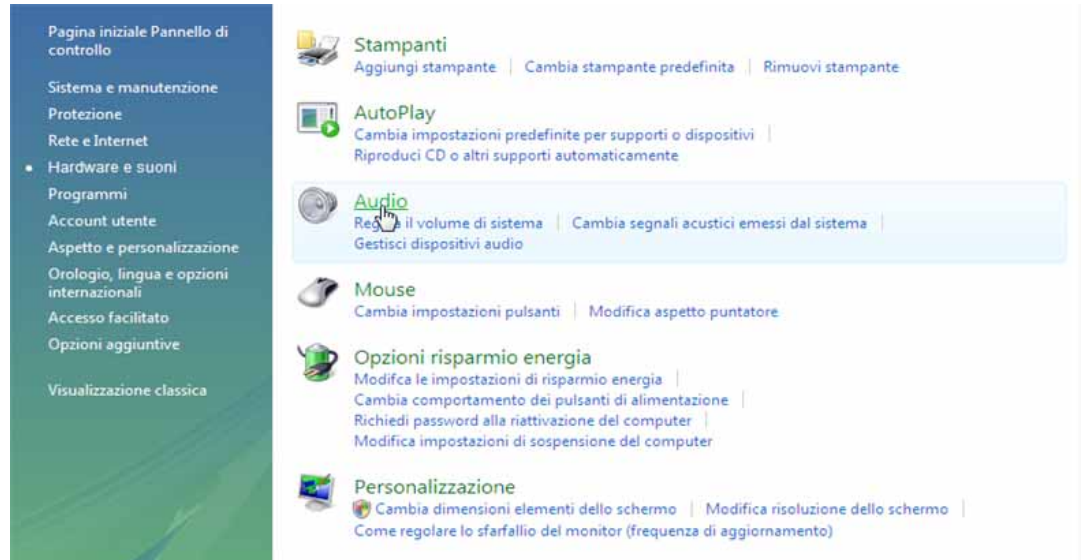 Pagina iniziale Pannello di
controllo
Sistema e manutenzione
Protezione
Rete e Internet
Hardware e suoni
Programmi
Account utente
Aspetto e personalizzazione
Orologio, lingua e opzioni
internazionali
Accesso facilitato
Opzioni aggiuntive
Visualizzazione classica
Stampanti
Aggiungi stampante | Cambia stampante predefinita | Rimuovi stampante
AutoPlay
Cambia impostazioni predefinite per supporti o dispositivi |
Riproduci CD o altri supporti automaticamente
Audio
il volume di sistema | Cambia segnali acustici emessi dal sistema |
Gestisci dispositivi audio
Mouse
Cambia impostazioni pulsanti | Modifica aspetto puntatore
Opzioni risparmio energia
Modifca le impostazioni di risparmio energia |
Cambia comportamento dei pulsanti di alimentazione |
Richiedi password alla riattivazione del computer |
Modifica impostazioni di sospensione del computer
Personalizzazione
Cambia dimensioni elementi dello schermo | Modifica risoluzione dello schermo |
Come regolare lo sfarfallio del monitor (frequenza di aggiornamento)